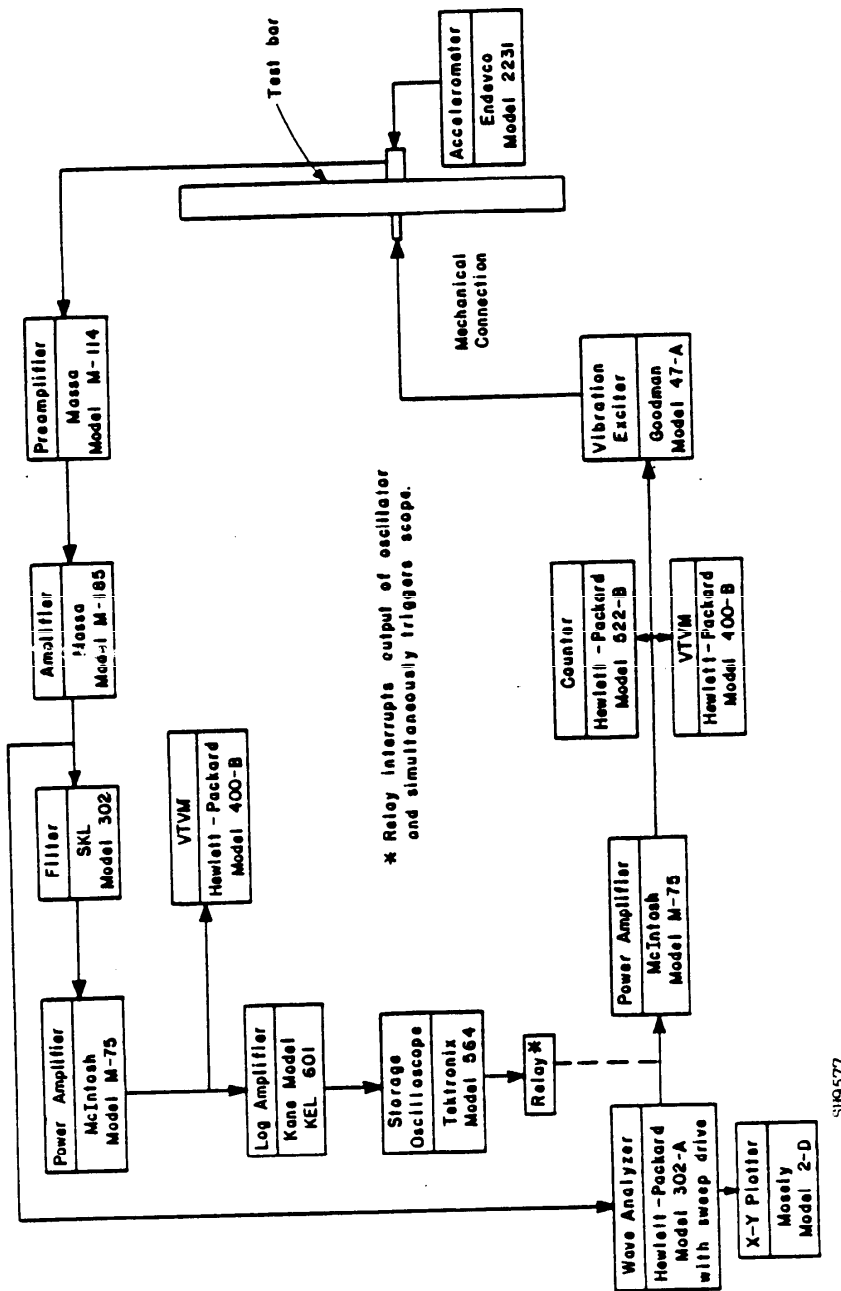 Test bar
Accelerometer
Endevco
Model 2231
Mechanical
Connection
Preamplifier
Massa
Model M-114
Vibration
Exciter
Goodman
Model 47-A
Amplifier
Massa
Model M-185
* Relay interrupts output of oscillator
and simultaneously triggers scope.
Counter
Hewlett-Packard
Model 522-B
VTVM
Hewlett-Packard
Model 400-B
Filter
SKL
Model 302
VTVM
Hewlett-Packard
Model 400-B
Power Amplifier
McIntosh
Model M-75
Power Amplifier
McIntosh
Model M-75
Log Amplifier
Kane Model
KEL 601
Storage
Oscilloscope
Tektronix
Model 564
Relay*
Wave Analyzer
Hewlett-Packard
Model 302-A
with sweep drive
X-Y Plotter
Mosely
Model 2-D